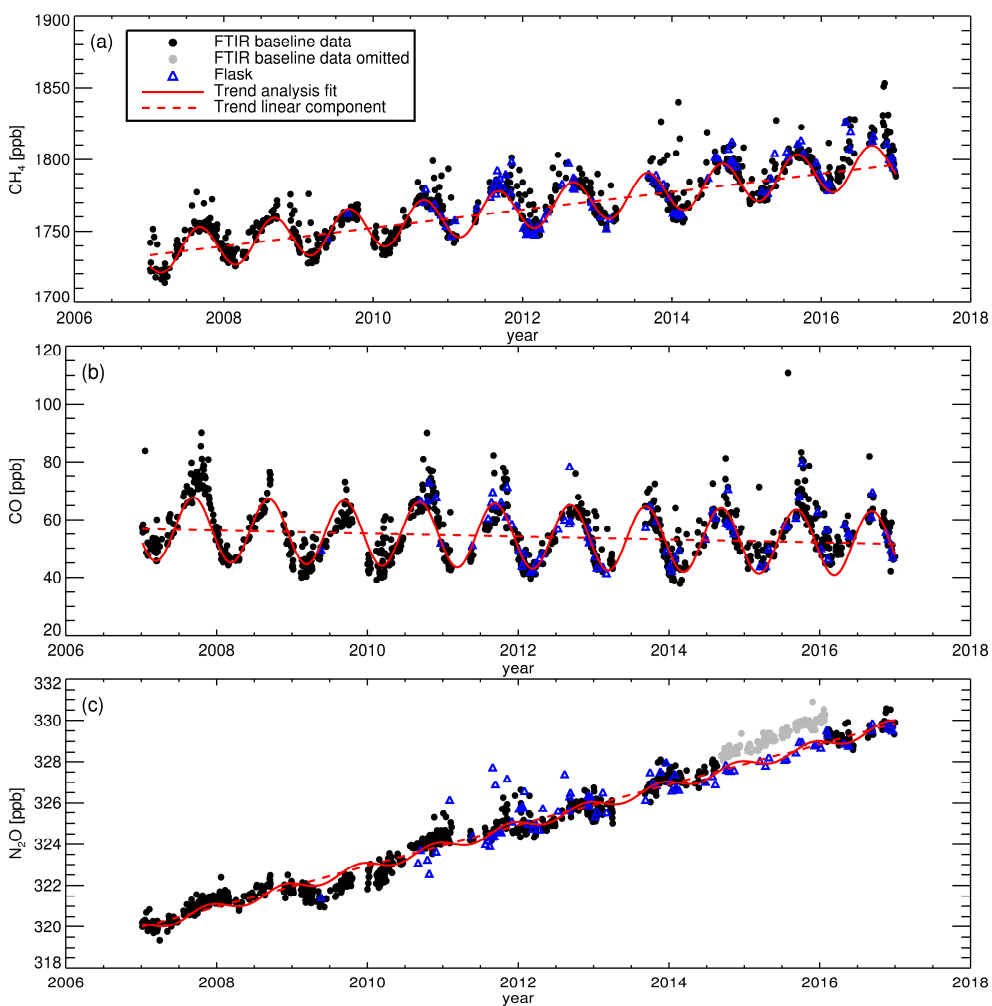 (a)
FTIR baseline data
FTIR baseline data omitted
Flask
Trend analysis fit
Trend linear component
CH4 [ppb]
1900
1850
1800
1750
1700
2006 2008 2010 2012 2014 2016 2018
year
(b)
CO [ppb]
120
100
80
60
40
20
2006 2008 2010 2012 2014 2016 2018
year
(c)
N2O [ppb]
332
330
328
326
324
322
320
318
2006 2008 2010 2012 2014 2016 2018
year